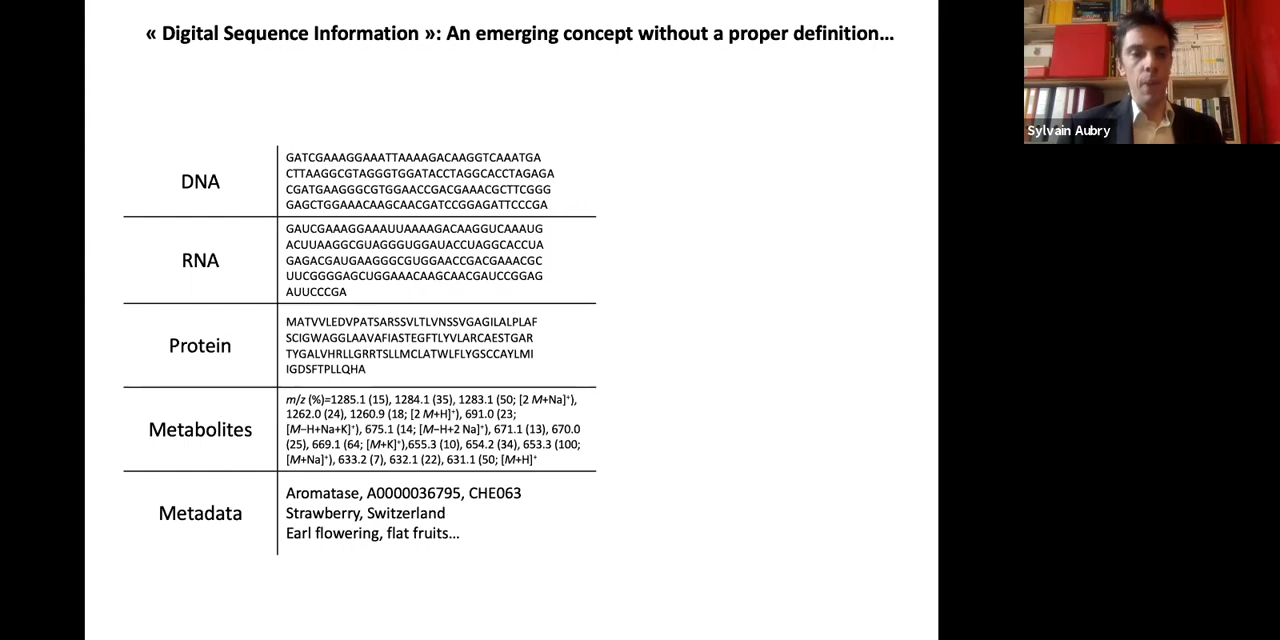 « Digital Sequence Information »: An emerging concept without a proper definition...
Sylvain Aubry
DNA
GATCGAAAGGAAATTAAAAGACAAGGTCAAATGA
CTTAAGGCGTAGGGTGGATACCTAGGCACCTAGAGA
CGATGAAGGGCGTGGAACCGACGAAACGCTTCGGG
GAGCTGGAAACAAGCAACGATCCGGAGATTCCCGA
RNA
GAUCGAAAGGAAAUUAAAAGACAAGGUCAAAUG
ACUUAAGGCGUAGGGUGGAUACCUAGGCACCUA
GAGACGAUGAAGGGCGUGGAACCGACGAAACGC
UUCGGGGAGCUGGAAACAAGCAACGAUCCGGAG
AUUCCCGA
Protein
MATVVLEDVPATSARSSVLTLVNSSVGAGILALPLAF
SCIGWAGGLAAVAFIASTEGFTLYVLARCAESTGAR
TYGALVHRLLGRRTSLLMCLATWLFLYGSCCAYLMI
IGDSFTPLLQHA
Metabolites
m/z (%)=1285.1 (15), 1284.1 (35), 1283.1 (50; [2 M+Na]⁺),
1262.0 (24), 1260.9 (18; [2 M+H]⁺), 691.0 (23;
[M−H+Na+K]⁺), 675.1 (14; [M−H+2 Na]⁺), 671.1 (13), 670.0
(25), 669.1 (64; [M+K]⁺),655.3 (10), 654.2 (34), 653.3 (100;
[M+Na]⁺), 633.2 (7), 632.1 (22), 631.1 (50; [M+H]⁺
Metadata
Aromatase, A0000036795, CHE063
Strawberry, Switzerland
Earl flowering, flat fruits...